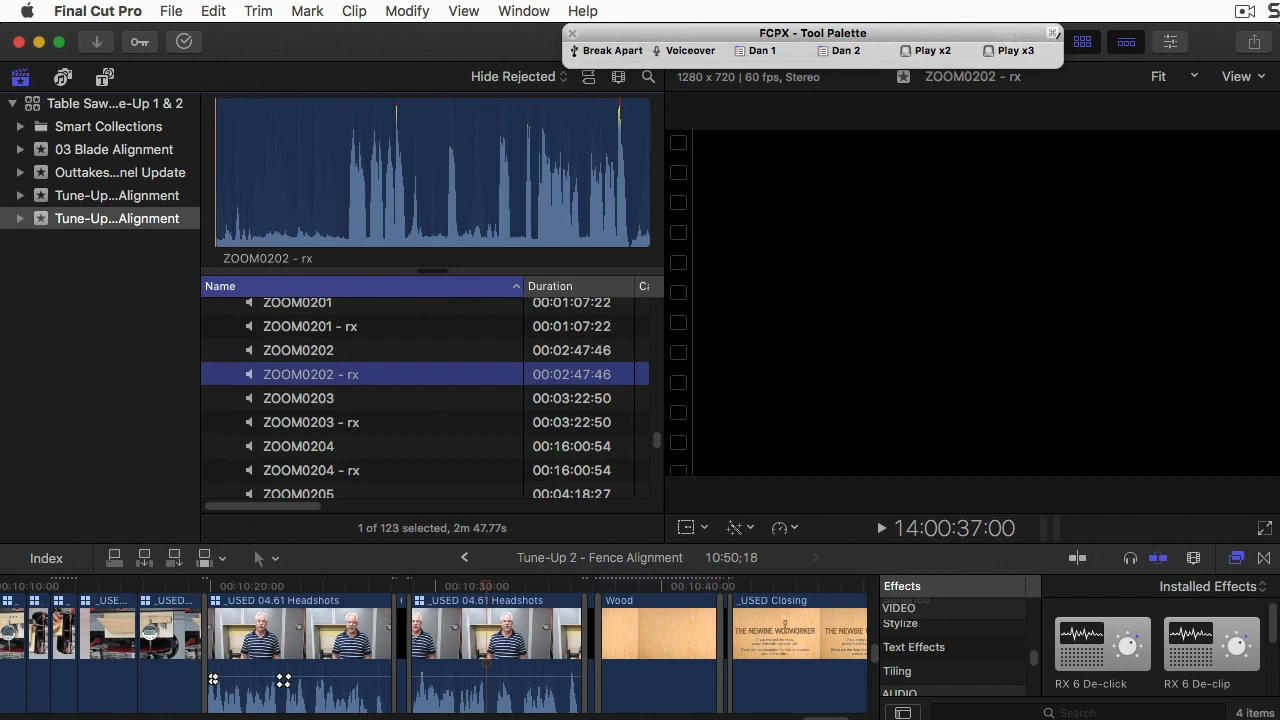 Final Cut Pro File Edit Trim Mark Clip Modify View Window Help
FCPX - Tool Palette
Break Apart Voiceover Dan 1 Dan 2 Play x2 Play x3
Hide Rejected
1280 x 720 | 60 fps, Stereo ZOOM0202 - rx Fit View
Table Saw...e-Up 1 & 2
Smart Collections
03 Blade Alignment
Outtakes...nel Update
Tune-Up...Alignment
Tune-Up...Alignment
ZOOM0202 - rx
Name Duration
ZOOM0201 00:01:07:22
ZOOM0201 - rx 00:01:07:22
ZOOM0202 00:02:47:46
ZOOM0202 - rx 00:02:47:46
ZOOM0203 00:03:22:50
ZOOM0203 - rx 00:03:22:50
ZOOM0204 00:16:00:54
ZOOM0204 - rx 00:16:00:54
ZOOM0205 00:04:18:27
1 of 123 selected, 2m 47.77s
14:00:37:00
Index Tune-Up 2 - Fence Alignment 10:50;18
00:10:10:00 00:10:20:00 00:10:30:00 00:10:40:00
_USE... _USED... _USED 04.61 Headshots _USED 04.61 Headshots Wood _USED Closing
THE NEWBIE WOODWORKER
Effects Installed Effects
VIDEO
Stylize
Text Effects
Tiling
AUDIO
RX 6 De-click RX 6 De-clip
Search 4 items